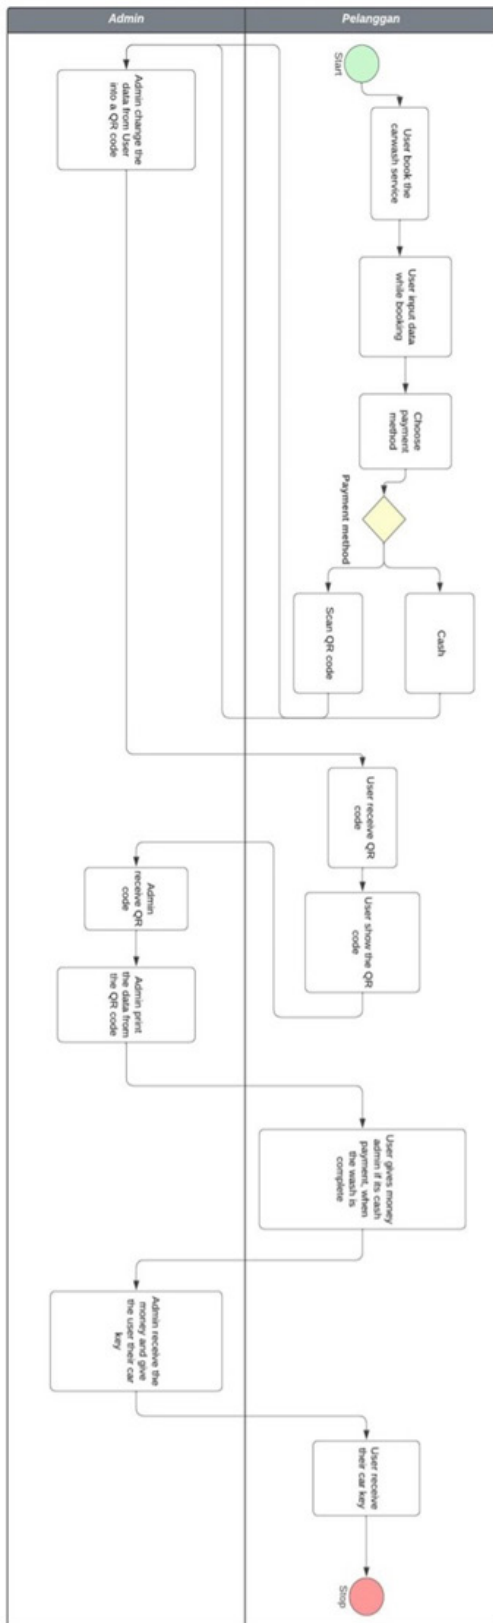 Admin
Pelanggan
Start
User book the
carwash service
User input data
while booking
Choose
payment
method
Payment method
Cash
Scan QR code
Admin change the
data from User
into a QR code
User receive QR
code
User show the QR
code
Admin
receive QR
code
Admin print
the data from
the QR code
User gives money
admin if its cash
payment, when
the wash is
complete
Admin receive the
money and give
the user their car
key
User receive
their car key
Stop